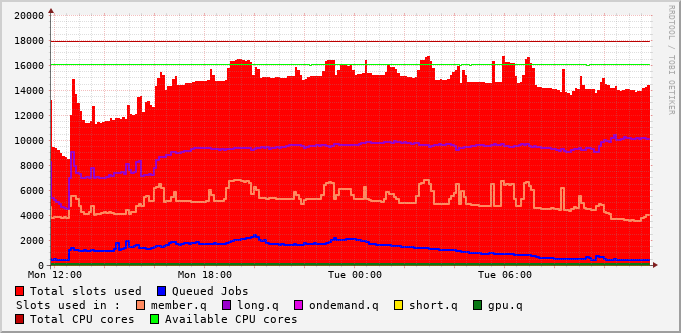 20000
18000
16000
14000
12000
10000
8000
6000
4000
2000
0
Mon 12:00 Mon 18:00 Tue 00:00 Tue 06:00
Total slots used Queued Jobs
Slots used in : member.q long.q ondemand.q short.q gpu.q
Total CPU cores Available CPU cores
RRDTOOL / TOBI OETIKER